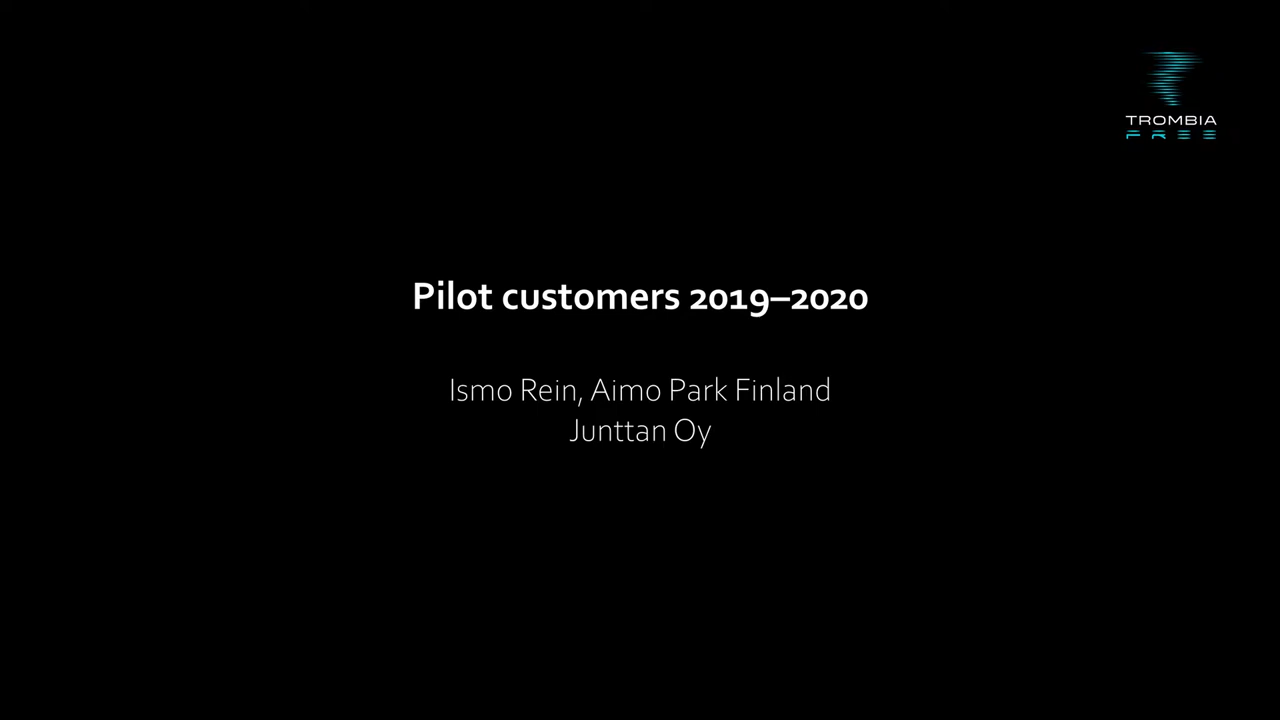 TROMBIA
FREE
Pilot customers 2019–2020
Ismo Rein, Aimo Park Finland
Junttan Oy